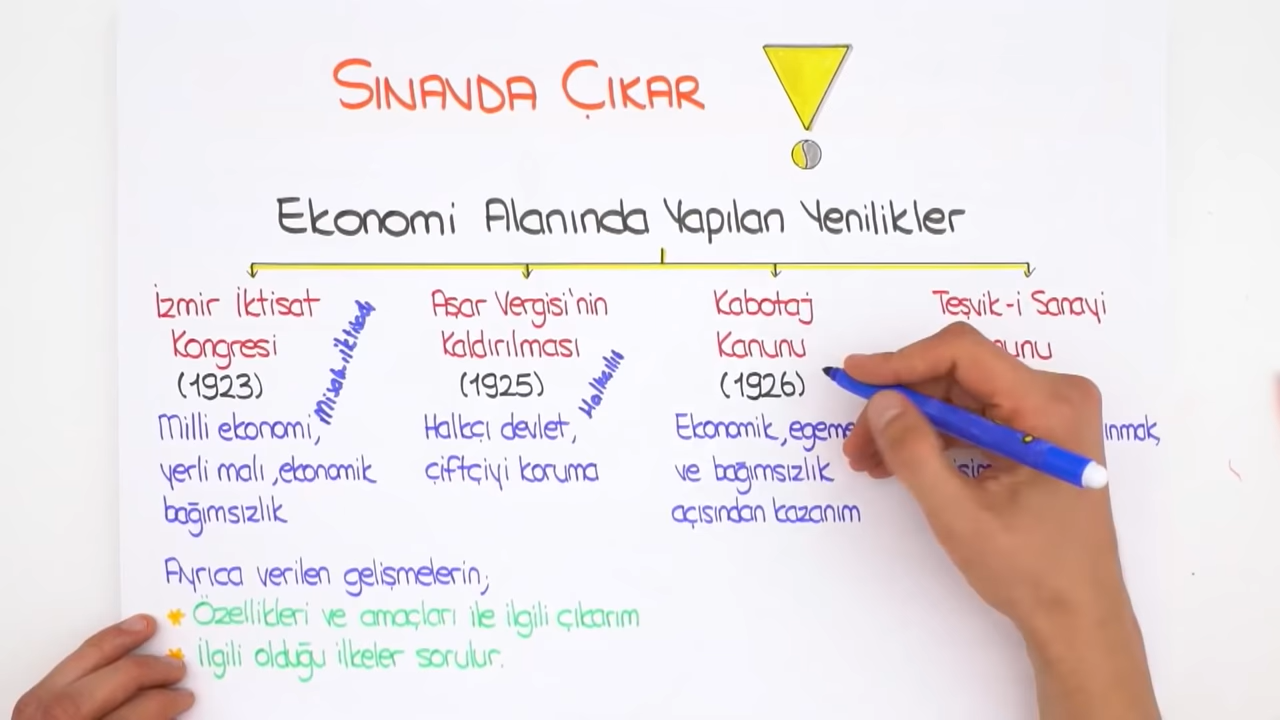 SINAVDA ÇIKAR
Ekonomi Alanında Yapılan Yenilikler
İzmir İktisat
Kongresi
(1923)
Misak-ı İktisadi
Milli ekonomi,
yerli malı, ekonomik
bağımsızlık
Aşar Vergisi'nin
Kaldırılması
(1925)
Halkçılık
Halkçı devlet,
çiftçiyi koruma
Kabotaj
Kanunu
(1926)
Ekonomik, egeme
ve bağımsızlık
açısından kazanım
Teşvik-i Sanayi
unu
ınmak,
Ayrıca verilen gelişmelerin;
* Özellikleri ve amaçları ile ilgili çıkarım
* İlgili olduğu ilkeler sorulur.